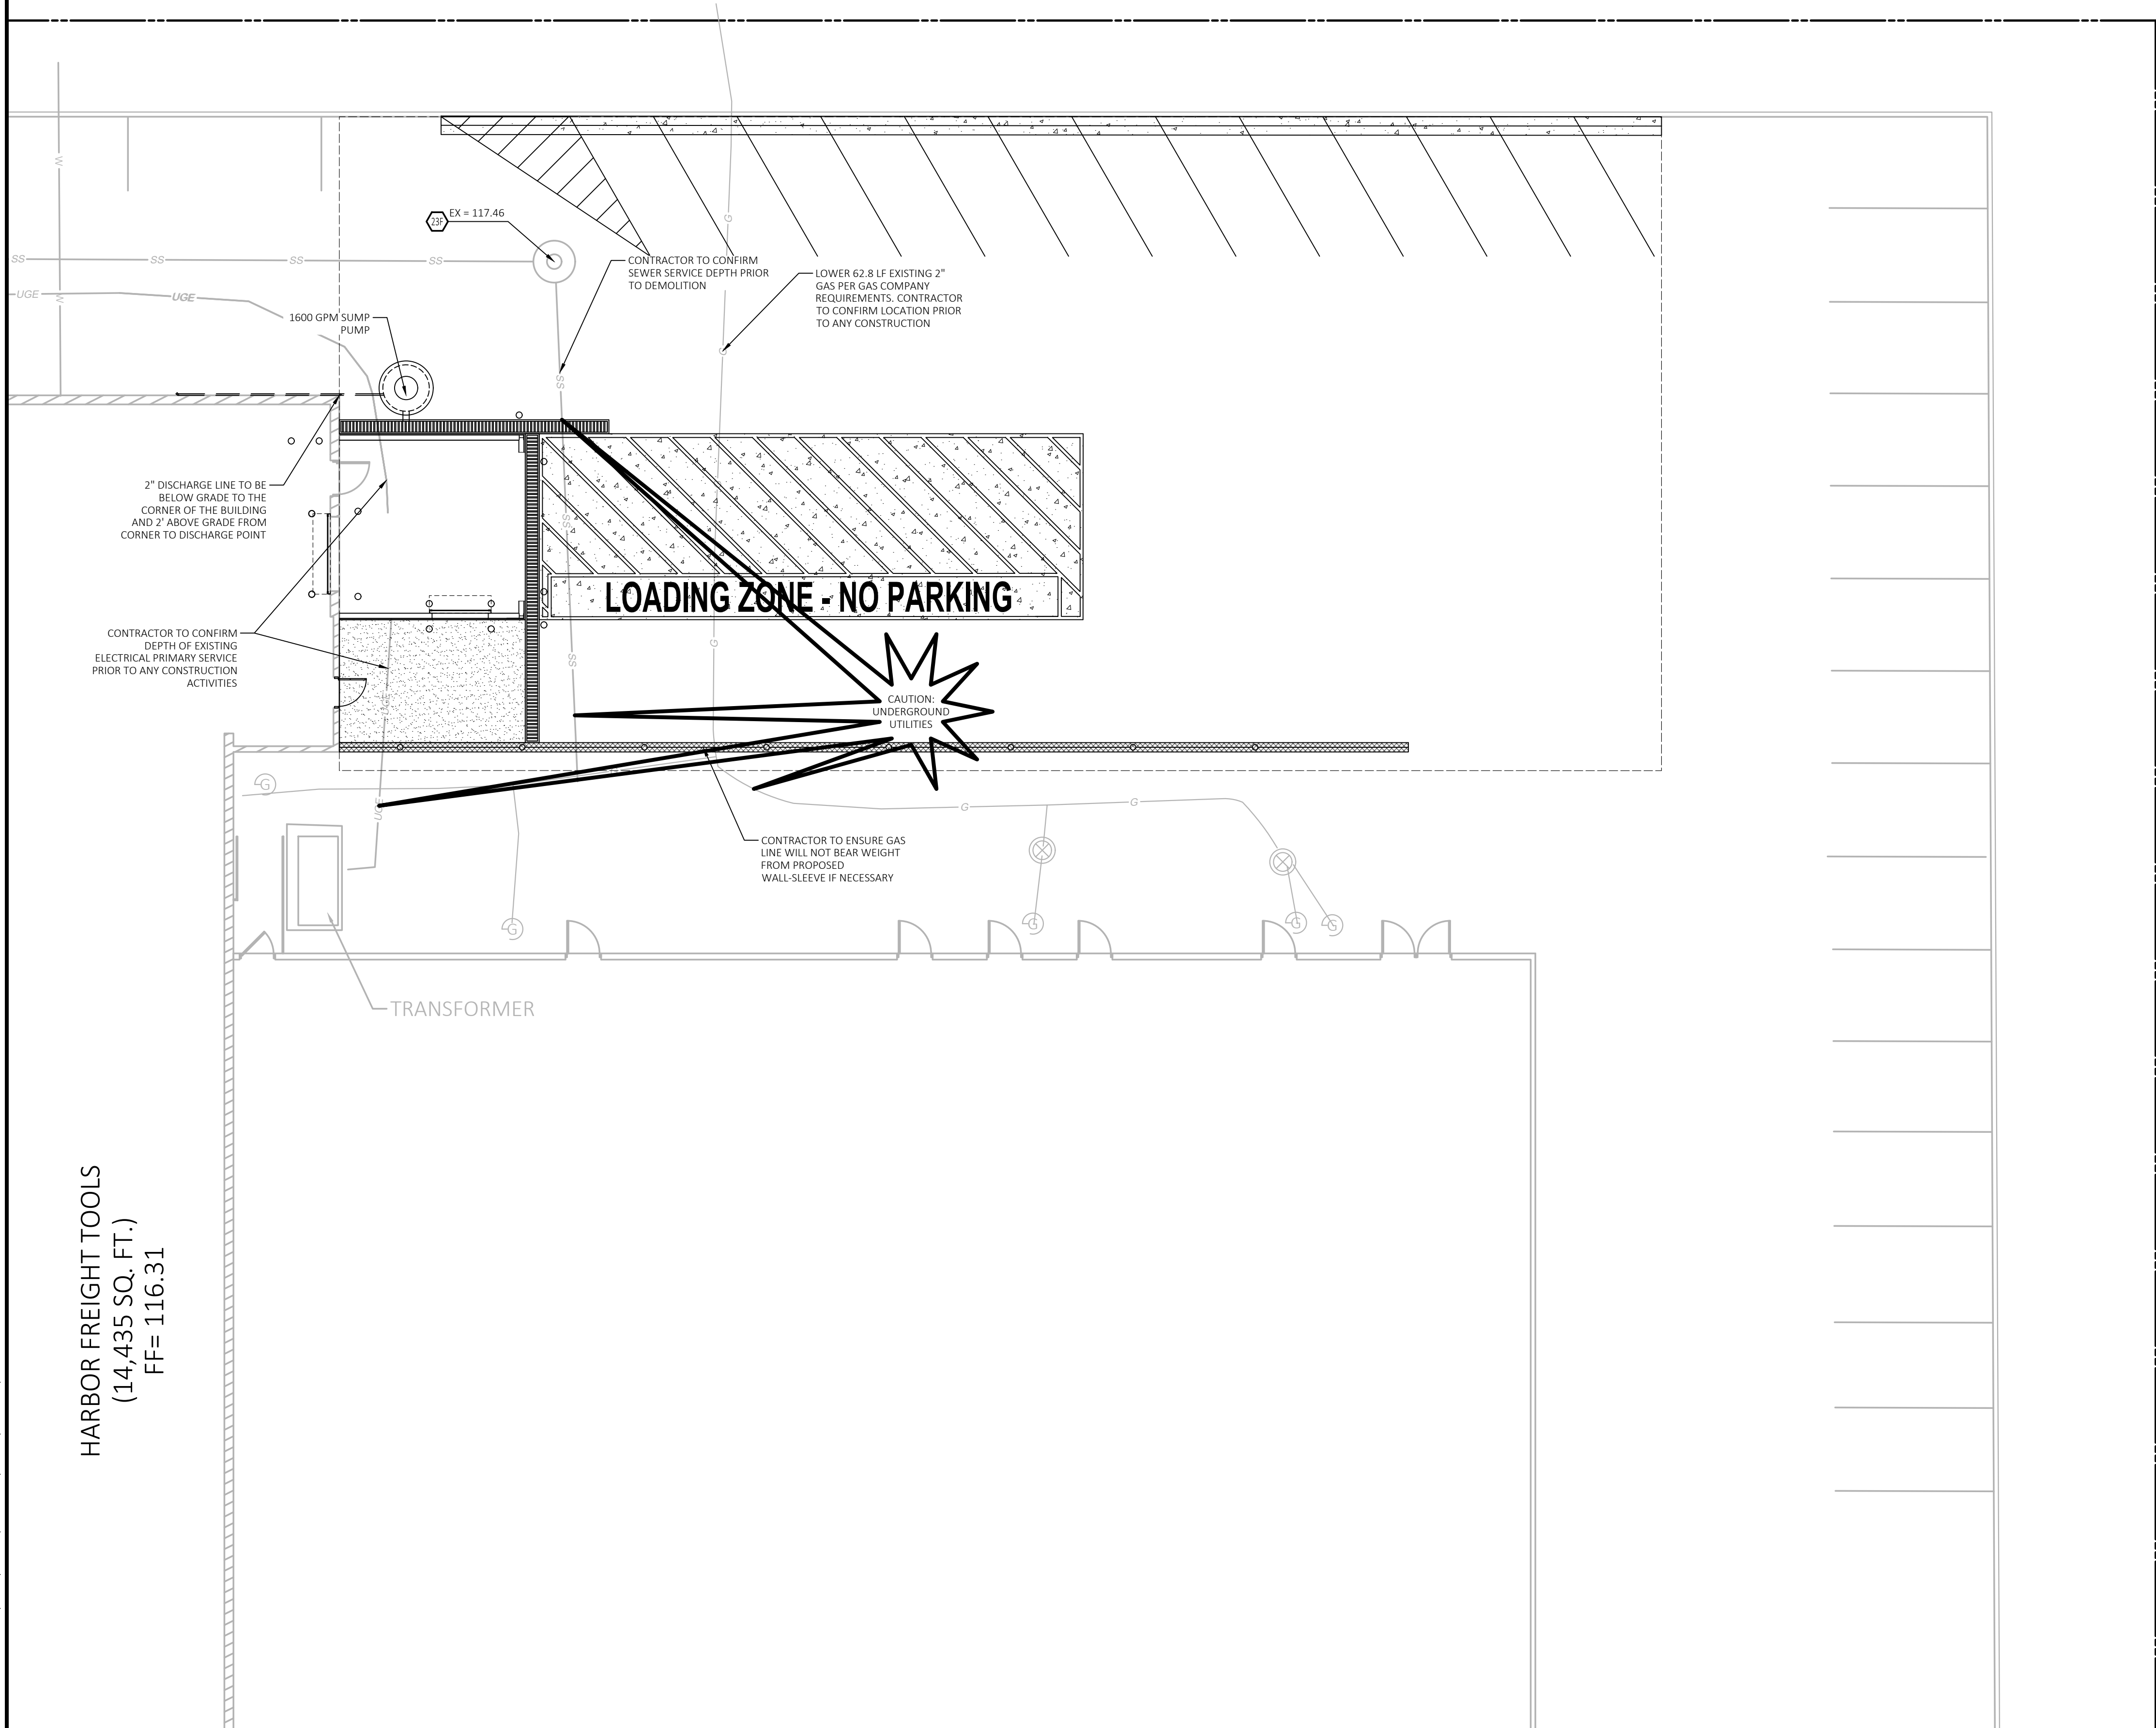 W
EX = 117.46
23F
SS
SS
SS
SS
G
CONTRACTOR TO CONFIRM
SEWER SERVICE DEPTH PRIOR
TO DEMOLITION
LOWER 62.8 LF EXISTING 2"
GAS PER GAS COMPANY
REQUIREMENTS. CONTRACTOR
TO CONFIRM LOCATION PRIOR
TO ANY CONSTRUCTION
UGE
W
UGE
1600 GPM SUMP
PUMP
G
SS
2" DISCHARGE LINE TO BE
BELOW GRADE TO THE
CORNER OF THE BUILDING
AND 2' ABOVE GRADE FROM
CORNER TO DISCHARGE POINT
SS
LOADING ZONE - NO PARKING
CONTRACTOR TO CONFIRM
DEPTH OF EXISTING
ELECTRICAL PRIMARY SERVICE
PRIOR TO ANY CONSTRUCTION
ACTIVITIES
G
SS
UGE
CAUTION:
UNDERGROUND
UTILITIES
G
UGE
G
G
CONTRACTOR TO ENSURE GAS
LINE WILL NOT BEAR WEIGHT
FROM PROPOSED
WALL-SLEEVE IF NECESSARY
G
G
G
G
TRANSFORMER
HARBOR FREIGHT TOOLS
(14,435 SQ. FT.)
FF= 116.31